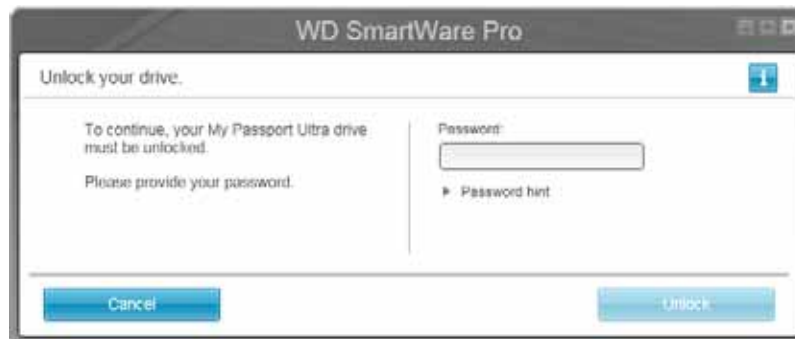 WD SmartWare Pro
Unlock your drive.
To continue, your My Passport Ultra drive
must be unlocked.
Please provide your password.
Password:
Password hint
Cancel
Unlock